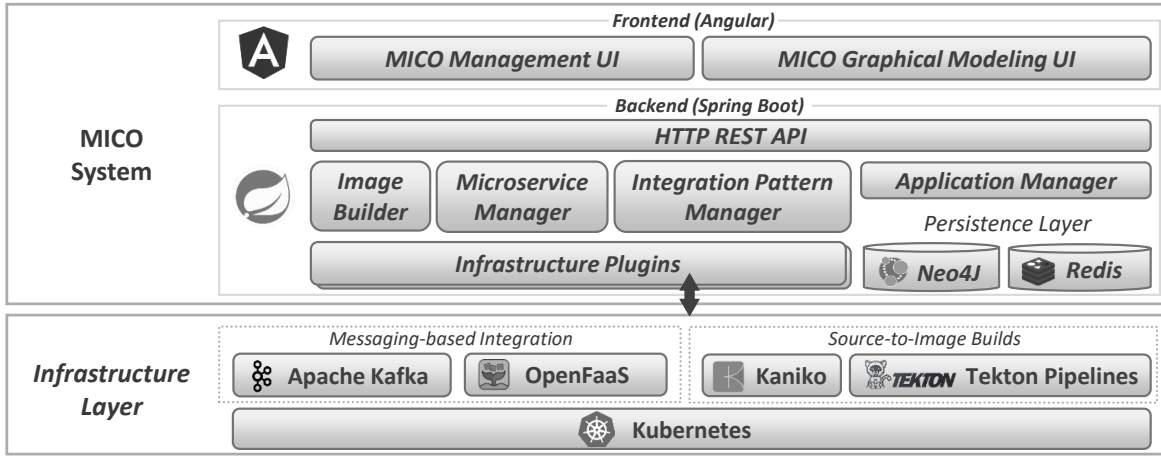 Frontend (Angular)
MICO Management UI
MICO Graphical Modeling UI
MICO
System
Backend (Spring Boot)
HTTP REST API
Image
Builder
Microservice
Manager
Integration Pattern
Manager
Application Manager
Persistence Layer
Infrastructure Plugins
Neo4J
Redis
Infrastructure
Layer
Messaging-based Integration
Apache Kafka
OpenFaaS
Source-to-Image Builds
Kaniko
TEKTON Tekton Pipelines
Kubernetes